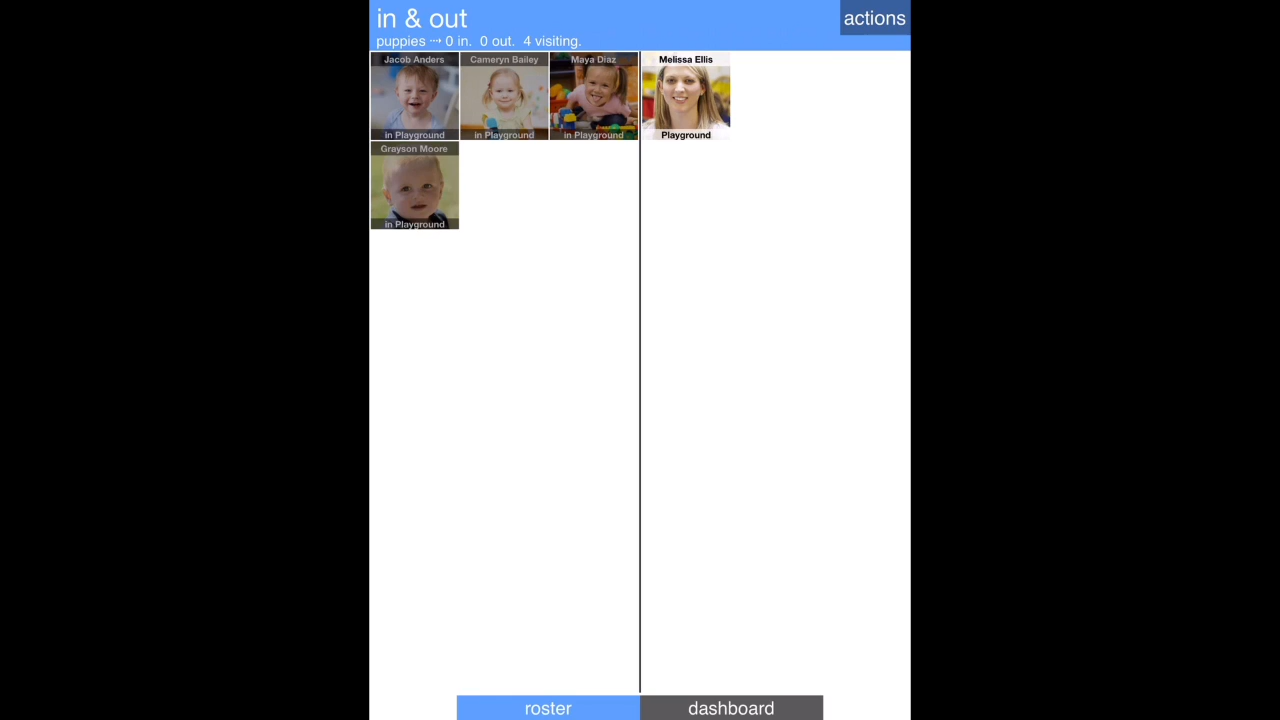 in & out
actions
puppies ⤑ 0 in. 0 out. 4 visiting.
Jacob Anders
Cameryn Bailey
Maya Diaz
Melissa Ellis
in Playground
in Playground
in Playground
Playground
Grayson Moore
in Playground
roster
dashboard